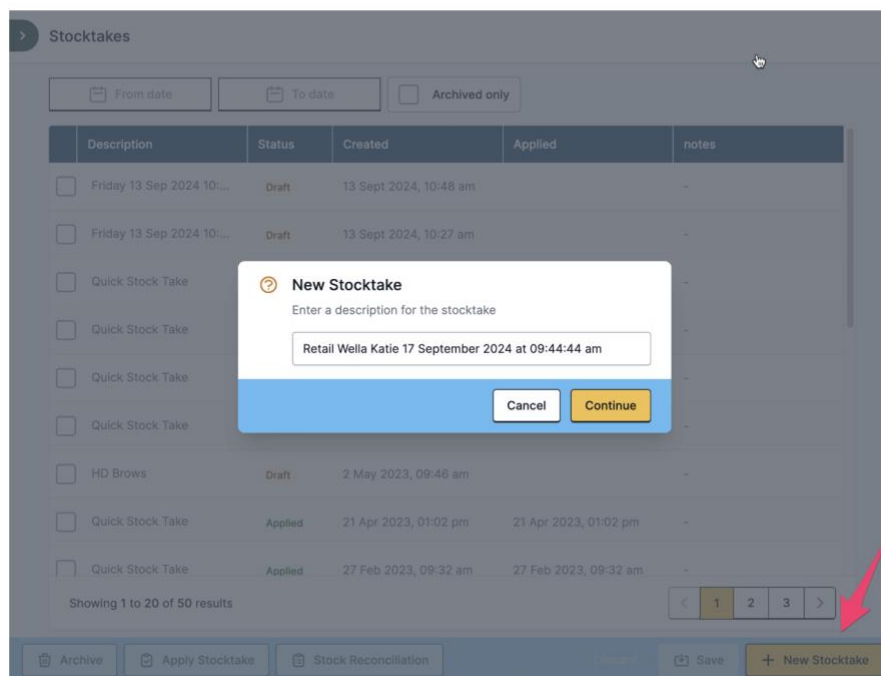 Stocktakes
From date To date Archived only
Description Status Created Applied notes
Friday 13 Sep 2024 10:... Draft 13 Sept 2024, 10:48 am -
Friday 13 Sep 2024 10:... Draft 13 Sept 2024, 10:27 am -
Quick Stock Take -
New Stocktake
Enter a description for the stocktake
Quick Stock Take -
Retail Wella Katie 17 September 2024 at 09:44:44 am
Quick Stock Take -
Cancel Continue
Quick Stock Take -
HD Brows Draft 2 May 2023, 09:46 am -
Quick Stock Take Applied 21 Apr 2023, 01:02 pm 21 Apr 2023, 01:02 pm -
Quick Stock Take Applied 27 Feb 2023, 09:32 am 27 Feb 2023, 09:32 am -
Showing 1 to 20 of 50 results < 1 2 3 >
Archive Apply Stocktake Stock Reconciliation Save + New Stocktake